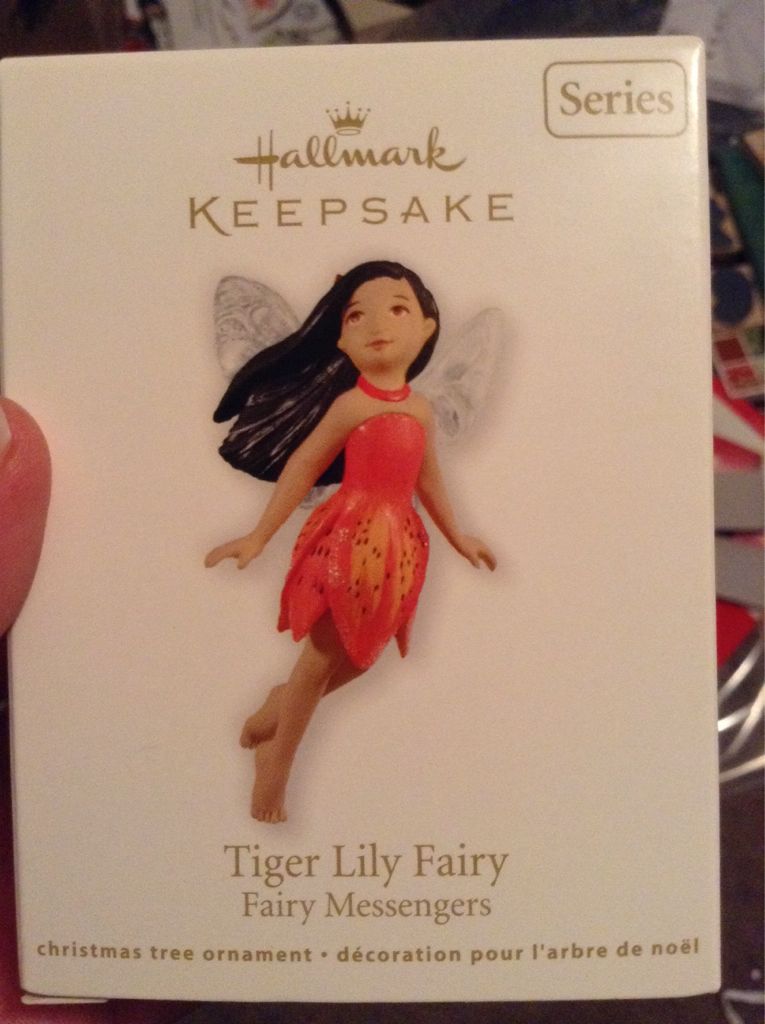 Series
Hallmark
KEEPSAKE
Tiger Lily Fairy
Fairy Messengers
christmas tree ornament • décoration pour l'arbre de noël